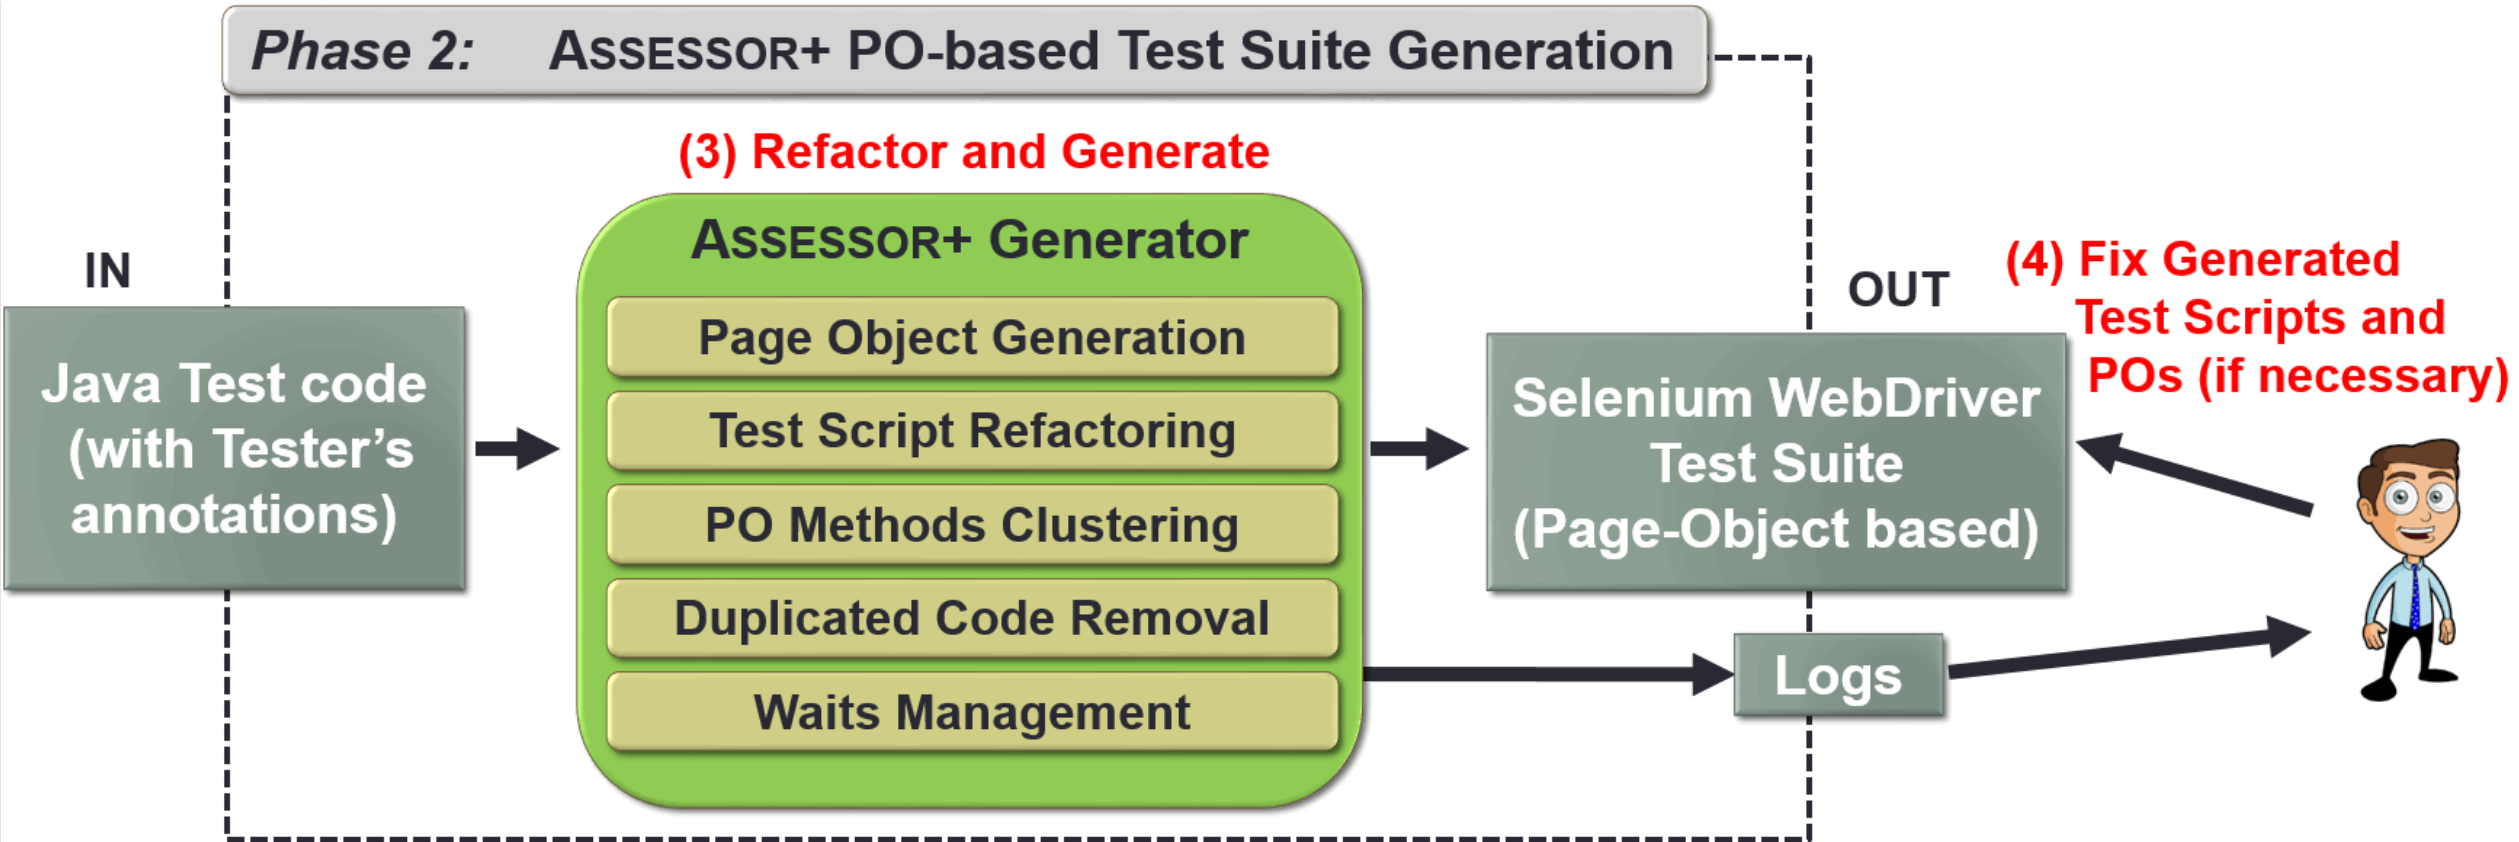 Phase 2: ASSESSOR+ PO-based Test Suite Generation
(3) Refactor and Generate
IN
Java Test code
(with Tester's
annotations)
ASSESSOR+ Generator
Page Object Generation
Test Script Refactoring
PO Methods Clustering
Duplicated Code Removal
Waits Management
OUT
Selenium WebDriver
Test Suite
(Page-Object based)
Logs
(4) Fix Generated
Test Scripts and
POs (if necessary)